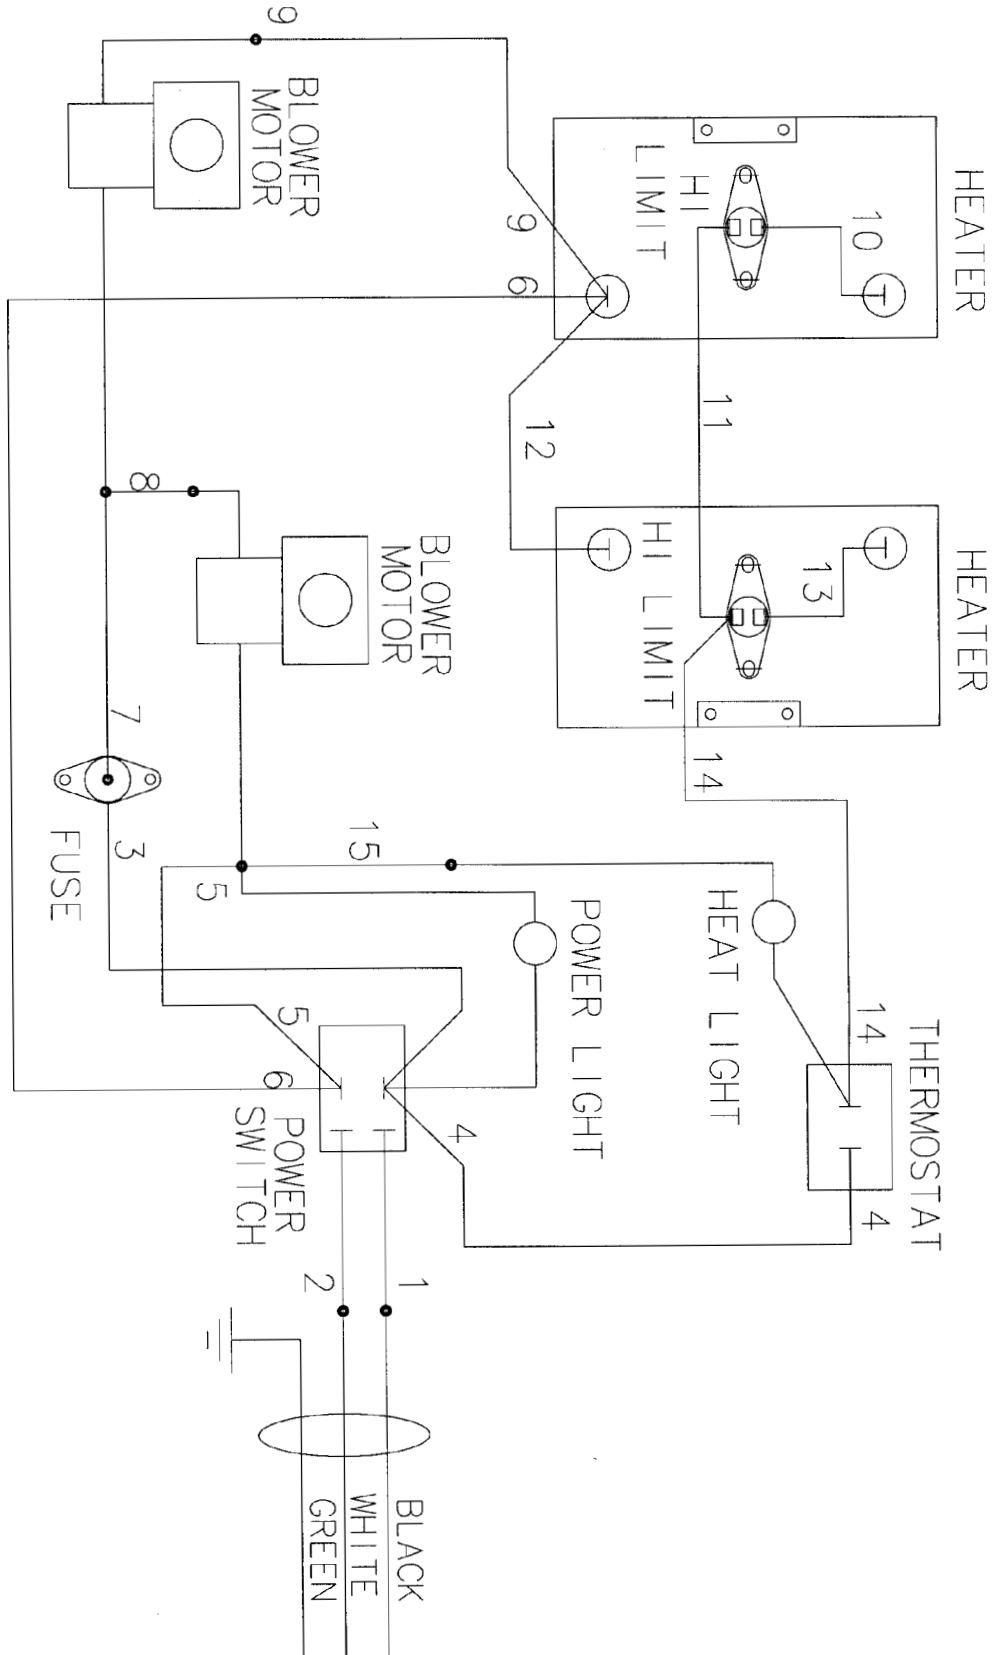 9
BLOWER
MOTOR
HEATER
HI
LIMIT
10
9
6
11
12
8
HEATER
HI LIMIT
13
BLOWER
MOTOR
7
14
FUSE
3
15
5
POWER LIGHT
HEAT LIGHT
14
THERMOSTAT
5
6
POWER
SWITCH
4
4
2
1
BLACK
WHITE
GREEN